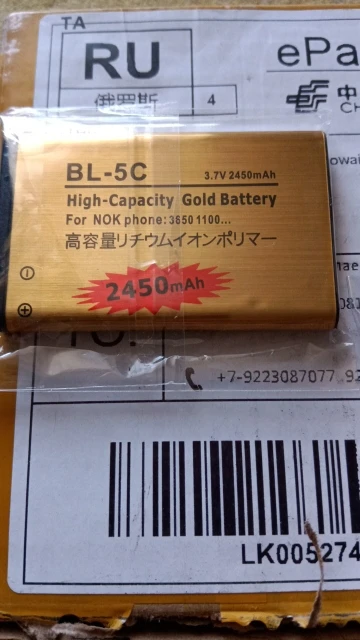 TA
RU
ePa
俄罗斯
4
中
CH
BL-5C
3.7V 2450mAh
High-Capacity Gold Battery
For NOK phone: 3650 1100...
高容量リチウムイオンポリマー
2450mAh
+7-9223087077
LK005274